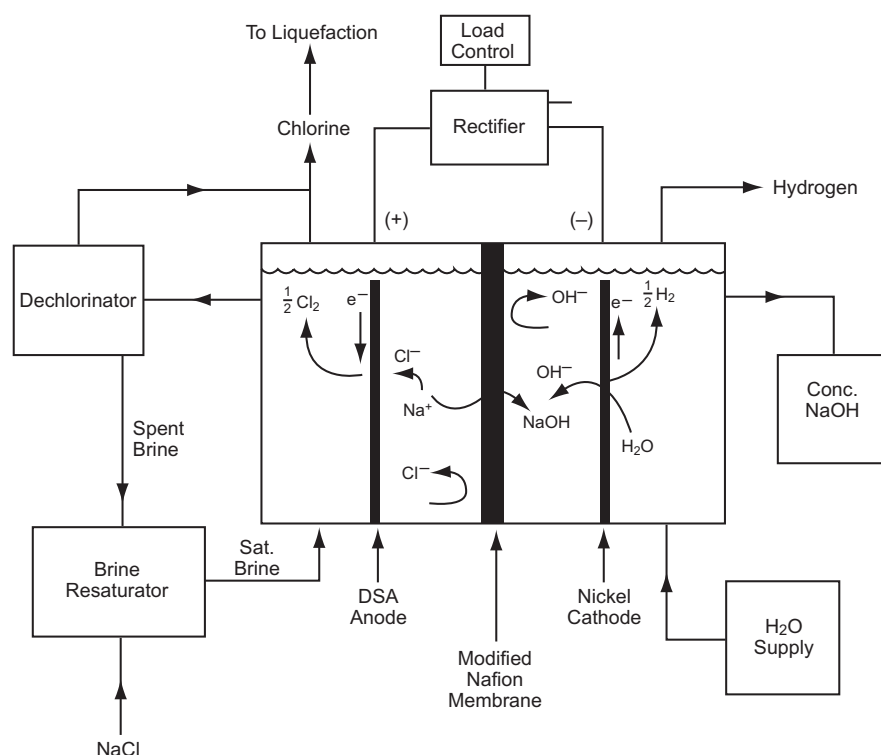 To Liquefaction
Load
Control
Chlorine
Rectifier
Hydrogen
(+)
(–)
Dechlorinator
½ Cl₂
e⁻
OH⁻
e⁻
½ H₂
Cl⁻
OH⁻
Na⁺
NaOH
H₂O
Conc.
NaOH
Spent
Brine
Cl⁻
Sat.
Brine
Brine
Resaturator
DSA
Anode
Nickel
Cathode
H₂O
Supply
Modified
Nafion
Membrane
NaCl